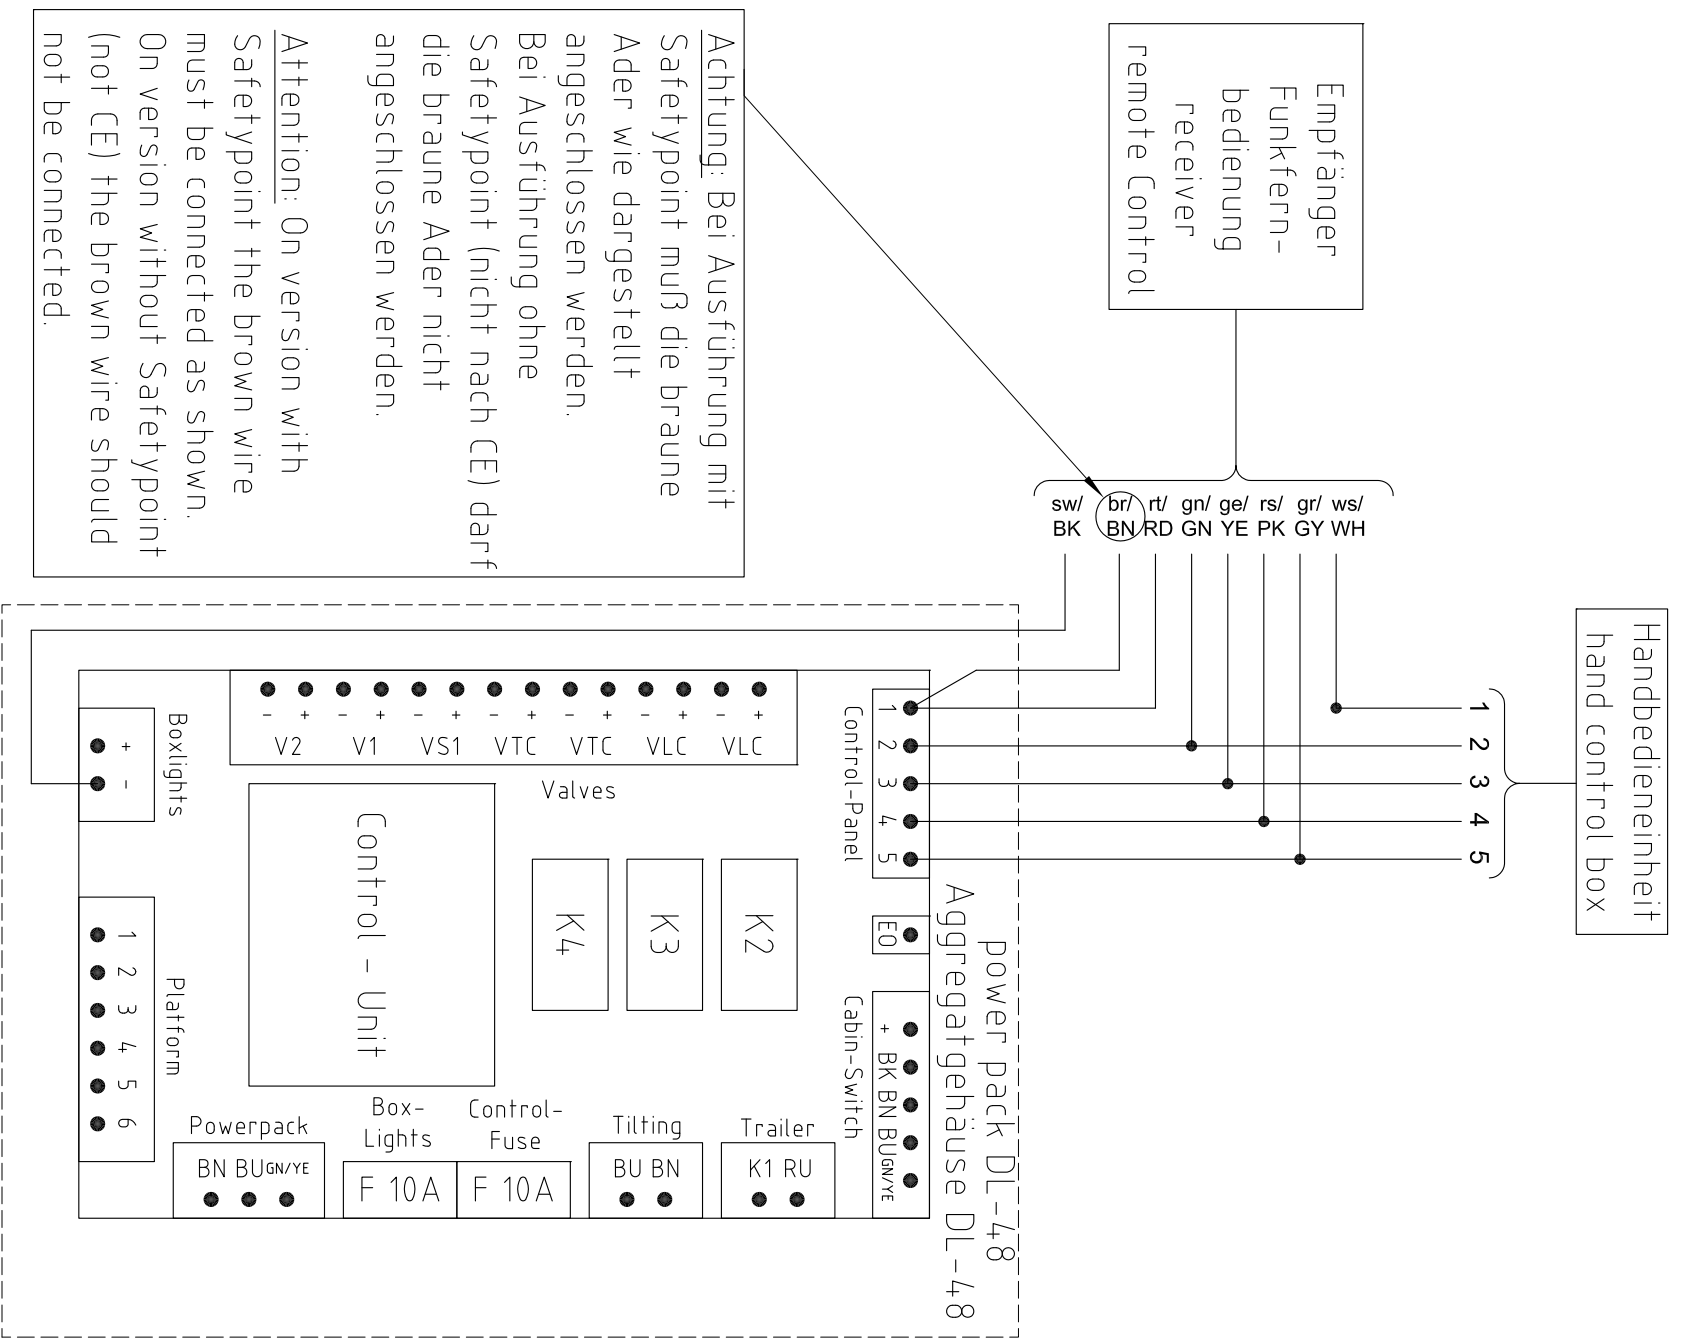 Achtung: Bei Ausführung mit
Safetypoint muß die braune
Ader wie dargestellt
angeschlossen werden.
Bei Ausführung ohne
Safetypoint (nicht nach CE) darf
die braune Ader nicht
angeschlossen werden.
Attention: On version with
Safetypoint the brown wire
must be connected as shown.
On version without Safetypoint
(not CE) the brown wire should
not be connected.
Empfänger
Funkfern-
bedienung
receiver
remote Control
sw/ br/ rt/ gn/ ge/ rs/ gr/ ws/
BK BN RD GN YE PK GY WH
Handbedieneinheit
hand control box
1
2
3
4
5
power pack DL-48
Aggregatgehäuse DL-48
1
2
3
4
5
Control-Panel
E0
+ BK BN BU GN/YE
Cabin-Switch
- + - + - + - + - + - + - +
V2 V1 VS1 VTC VTC VLC VLC
Valves
Boxlights
+
-
Control - Unit
K4
K3
K2
Platform
1
2
3
4
5
6
Powerpack
BN BU GN/YE
Box-
Lights
F 10A
Control-
Fuse
F 10A
Tilting
BU BN
Trailer
K1 RU